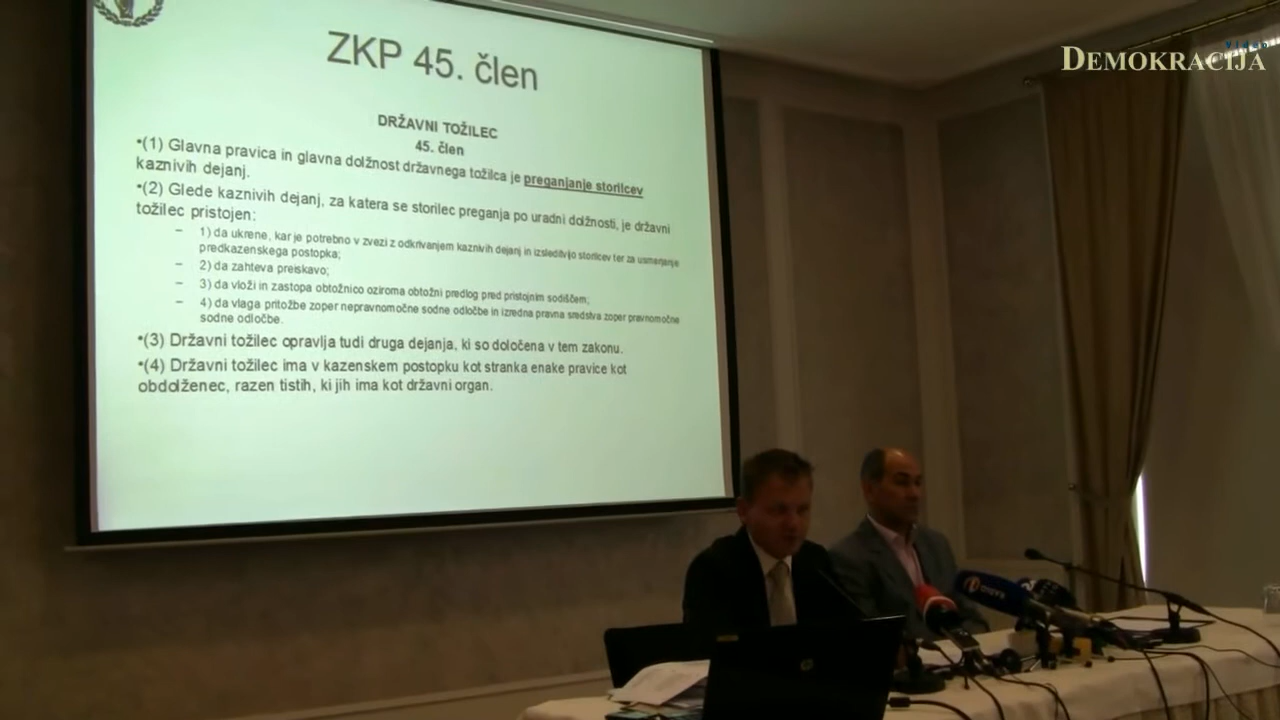 Video
DEMOKRACIJA
ZKP 45. člen
DRŽAVNI TOŽILEC
45. člen
•(1) Glavna pravica in glavna dolžnost državnega tožilca je preganjanje storilcev
kaznivih dejanj.
•(2) Glede kaznivih dejanj, za katera se storilec preganja po uradni dolžnosti, je državni
tožilec pristojen:
– 1) da ukrene, kar je potrebno v zvezi z odkrivanjem kaznivih dejanj in izsleditvijo storilcev ter za usmerjanje
predkazenskega postopka;
– 2) da zahteva preiskavo;
– 3) da vloži in zastopa obtožnico oziroma obtožni predlog pred pristojnim sodiščem;
– 4) da vlaga pritožbe zoper nepravnomočne sodne odločbe in izredna pravna sredstva zoper pravnomočne
sodne odločbe.
•(3) Državni tožilec opravlja tudi druga dejanja, ki so določena v tem zakonu.
•(4) Državni tožilec ima v kazenskem postopku kot stranka enake pravice kot
obdolženec, razen tistih, ki jih ima kot državni organ.